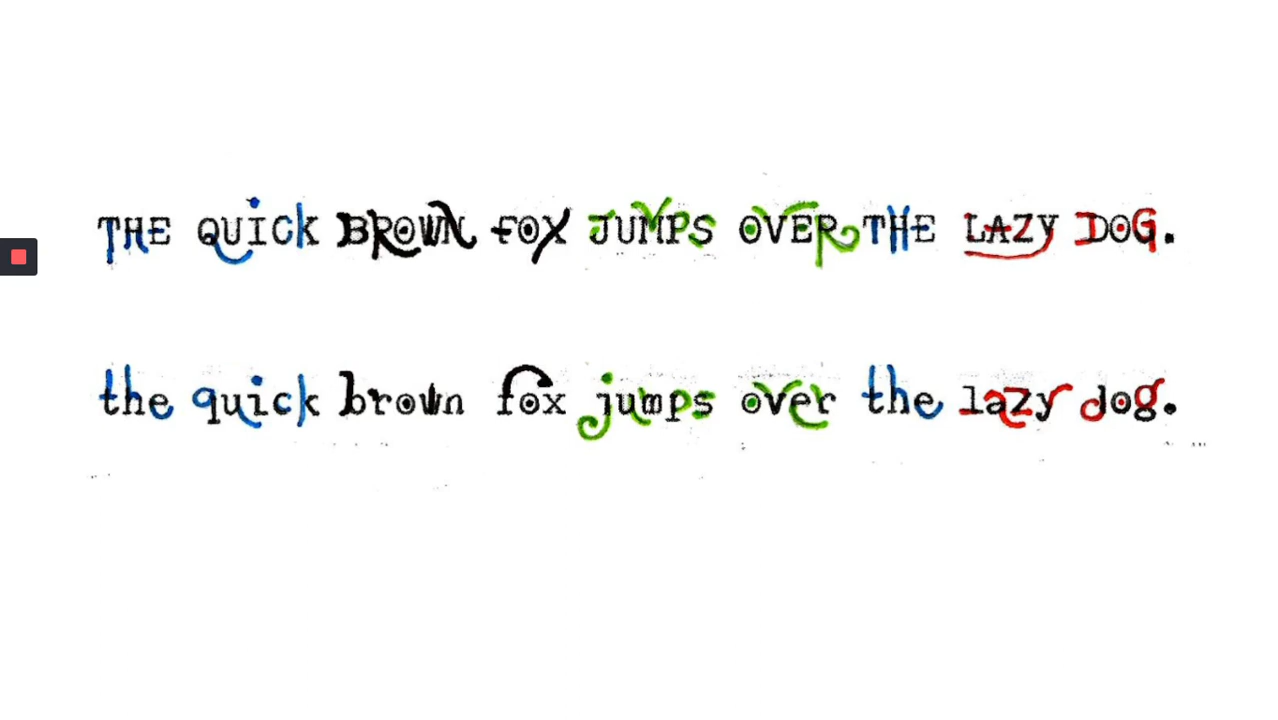 THE QUICK BROWN FOX JUMPS OVER THE LAZY DOG.
the quick brown fox jumps over the lazy dog.